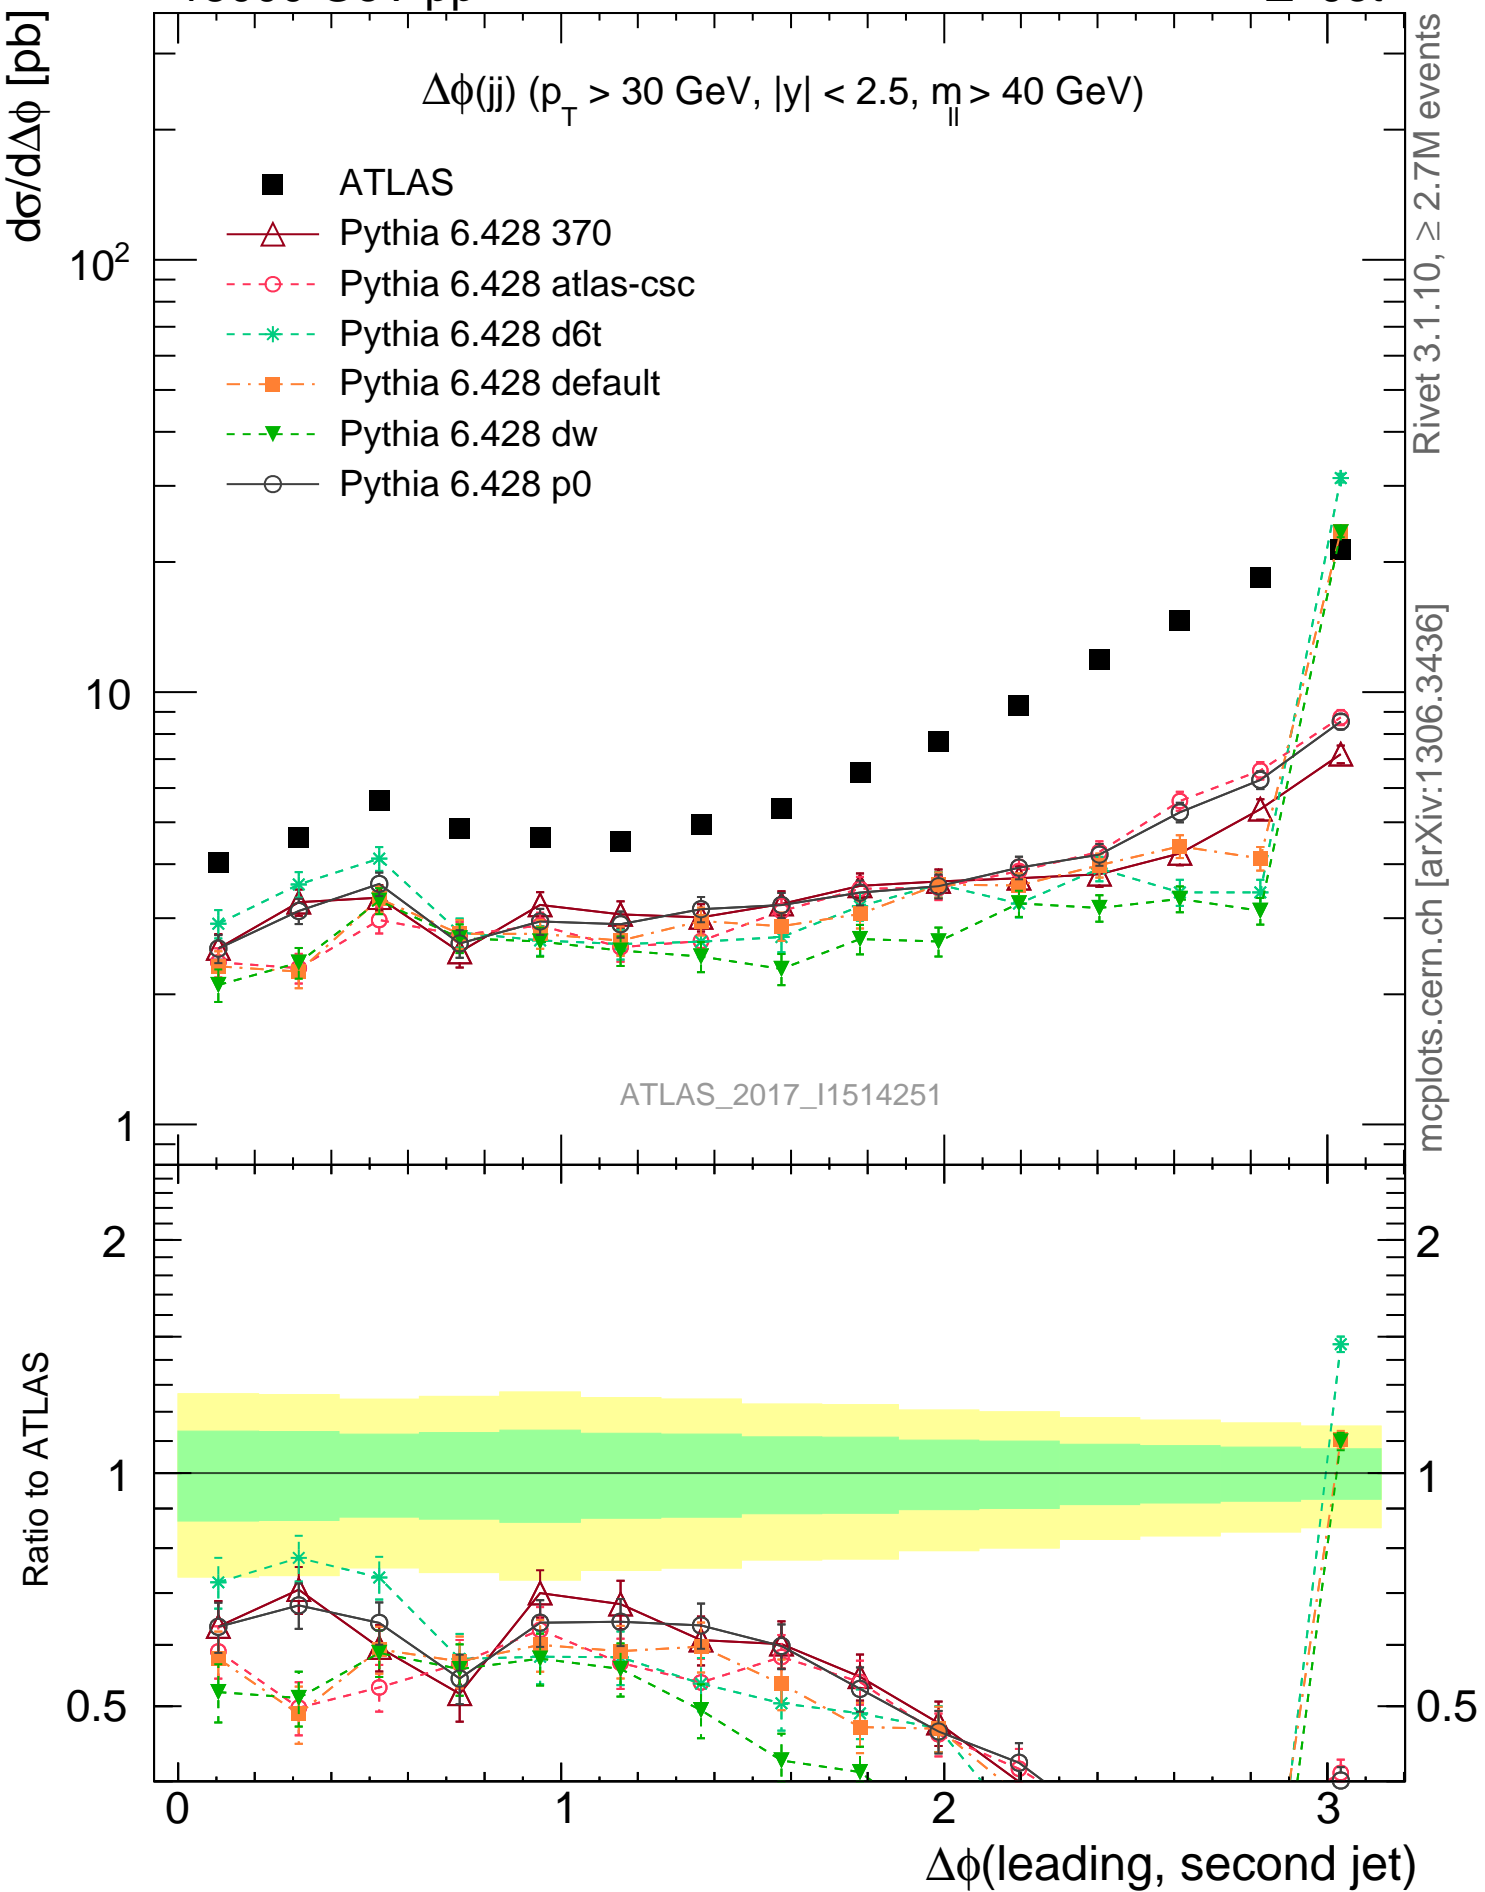 dσ/dΔϕ [pb]
Δϕ(jj) (p_T > 30 GeV, |y| < 2.5, m_ll > 40 GeV)
ATLAS
Pythia 6.428 370
Pythia 6.428 atlas-csc
Pythia 6.428 d6t
Pythia 6.428 default
Pythia 6.428 dw
Pythia 6.428 p0
10²
10
1
ATLAS_2017_I1514251
Rivet 3.1.10, ≥ 2.7M events
mcplots.cern.ch [arXiv:1306.3436]
Ratio to ATLAS
2
1
0.5
2
1
0.5
0 1 2 3
Δϕ(leading, second jet)